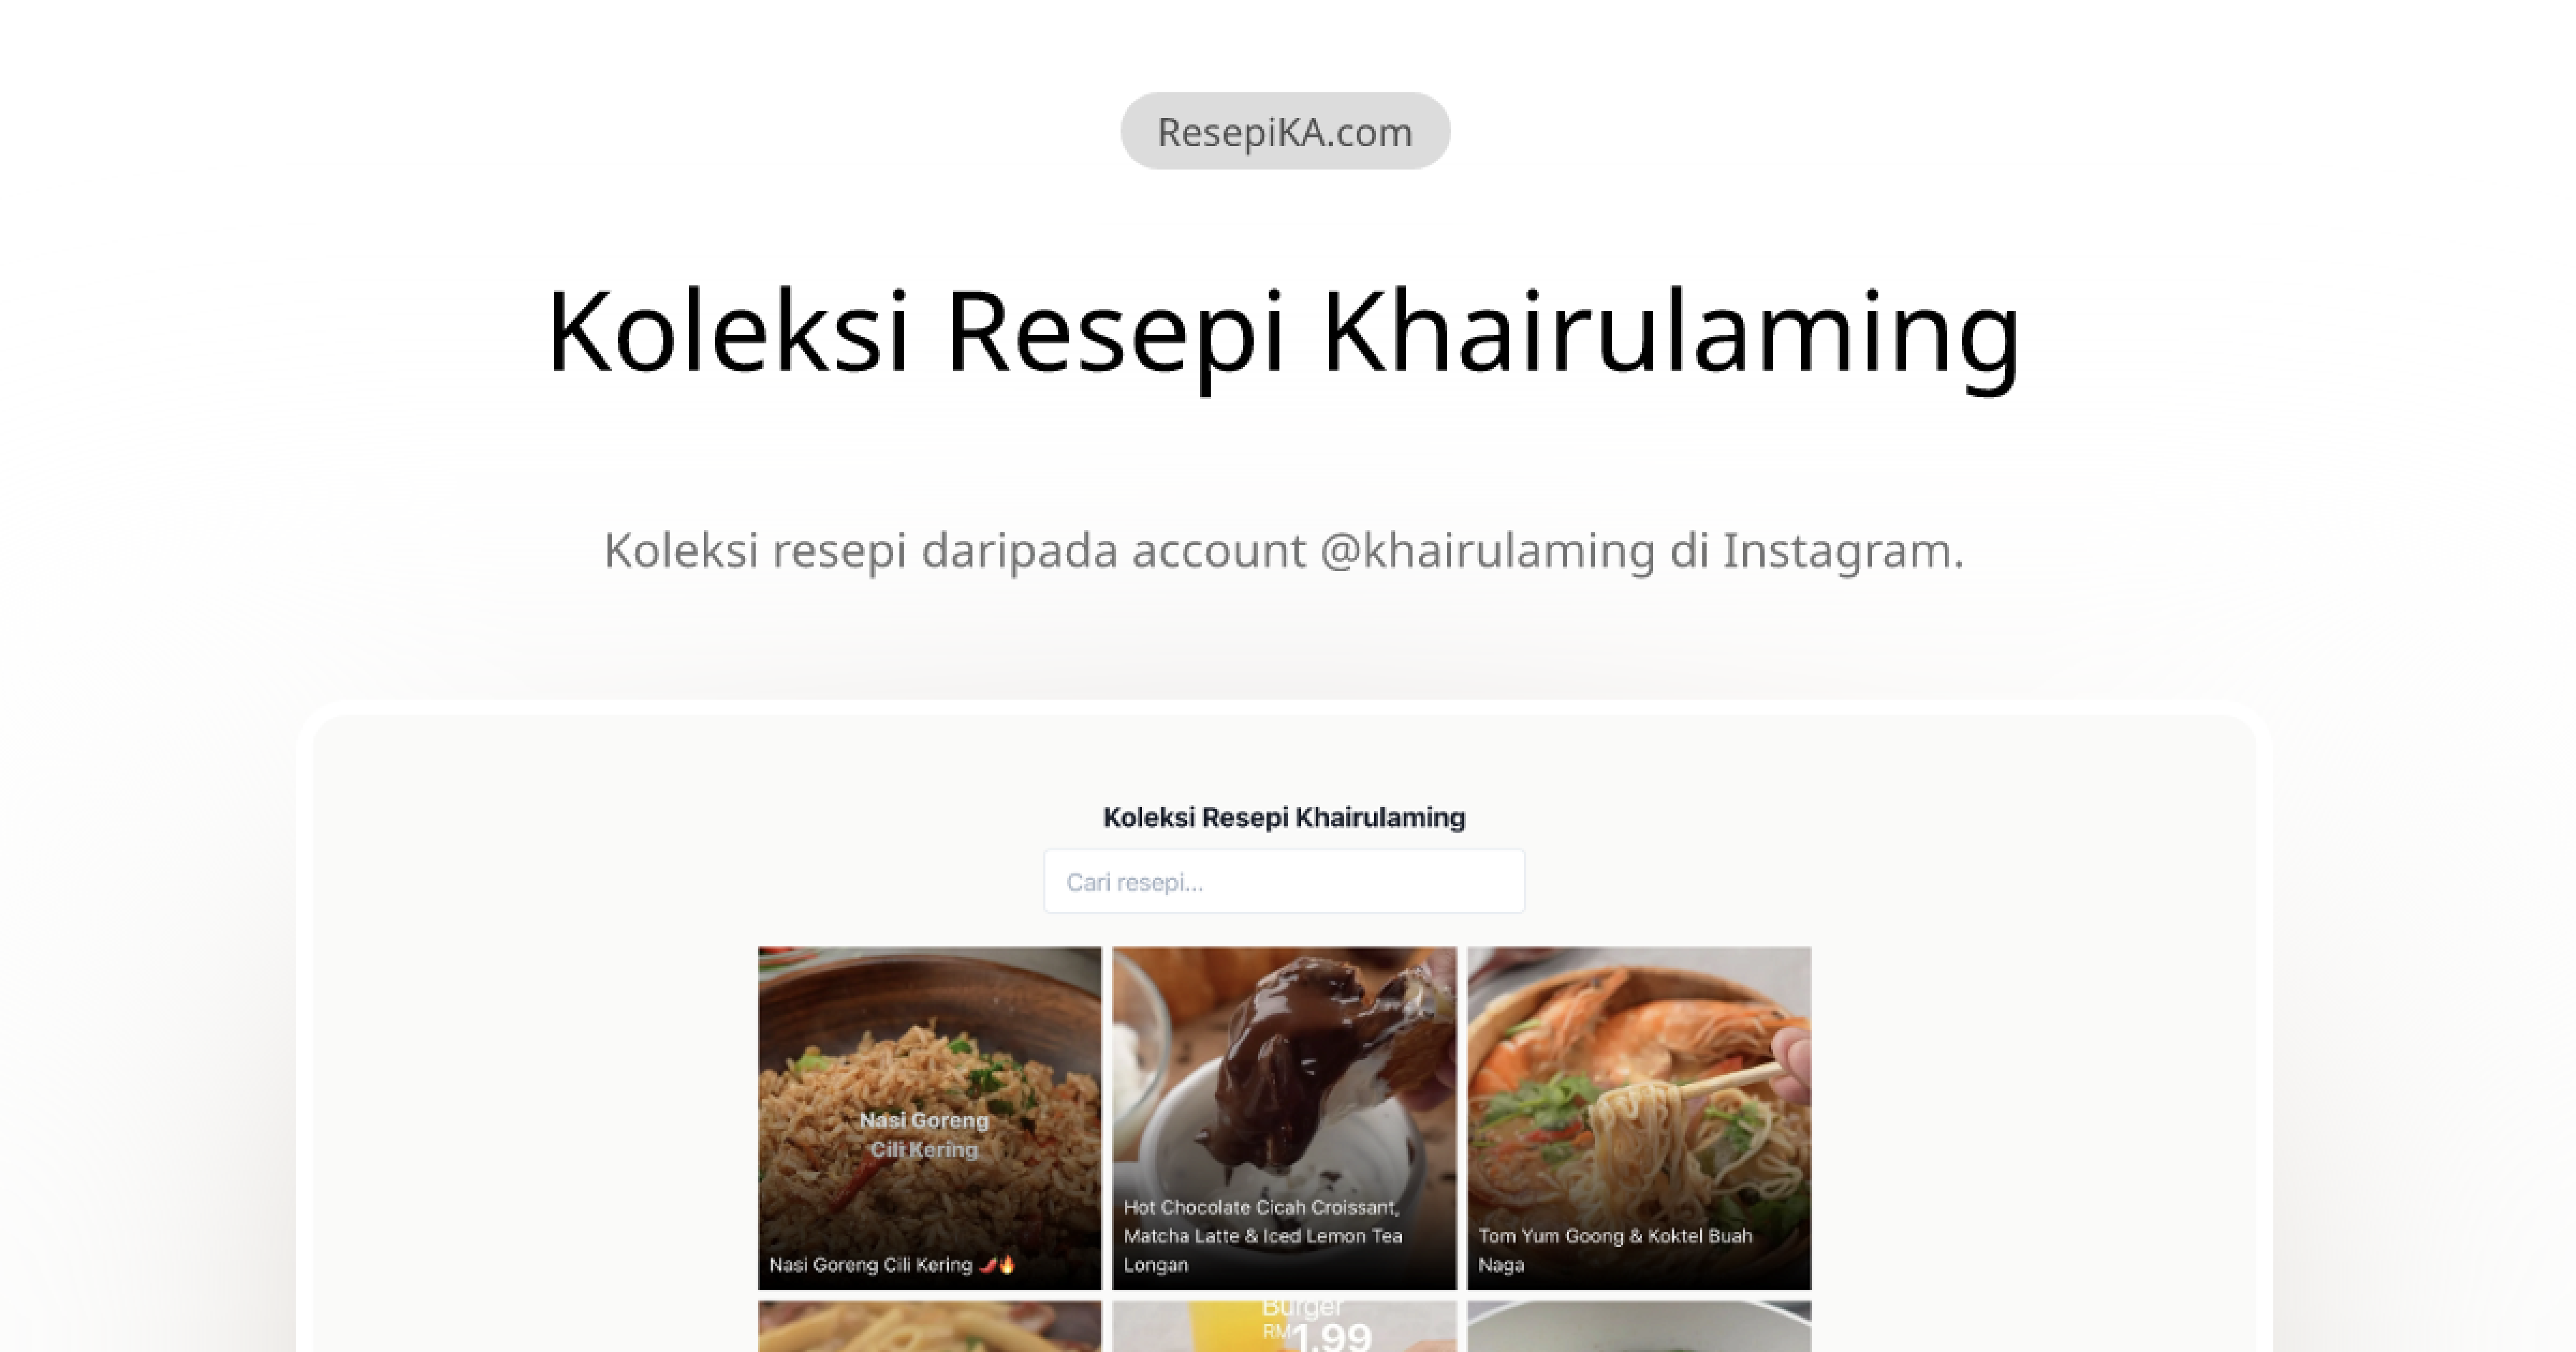 ResepiKA.com
Koleksi Resepi Khairulaming
Koleksi resepi daripada account @khairulaming di Instagram.
Koleksi Resepi Khairulaming
Cari resepi...
Nasi Goreng
Cili Kering
Nasi Goreng Cili Kering 🌶️🔥
Hot Chocolate Cicah Croissant,
Matcha Latte & Iced Lemon Tea
Longan
Tom Yum Goong & Koktel Buah
Naga
Burger
RM1.99